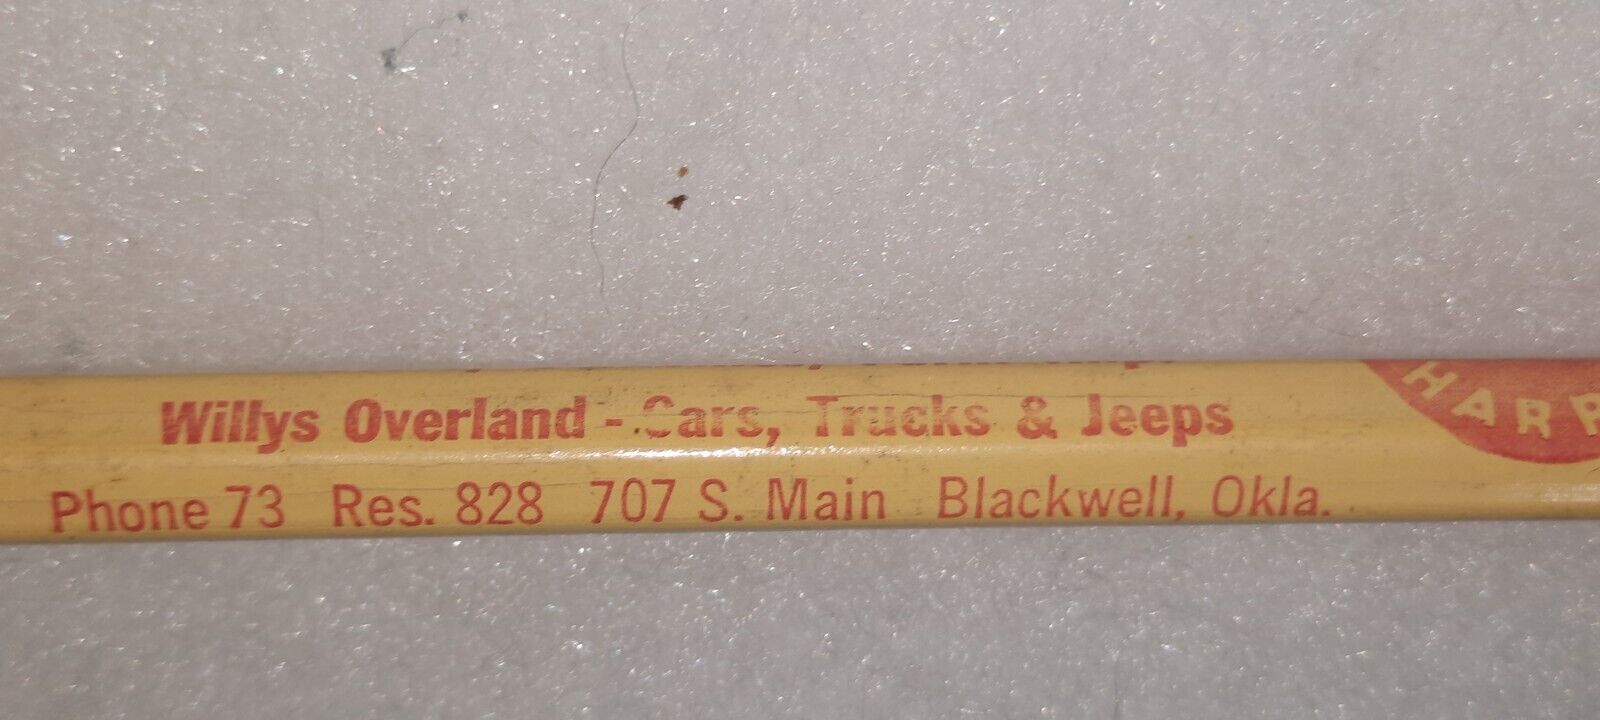 Willys Overland - Cars, Trucks & Jeeps
Phone 73 Res. 828 707 S. Main Blackwell, Okla.